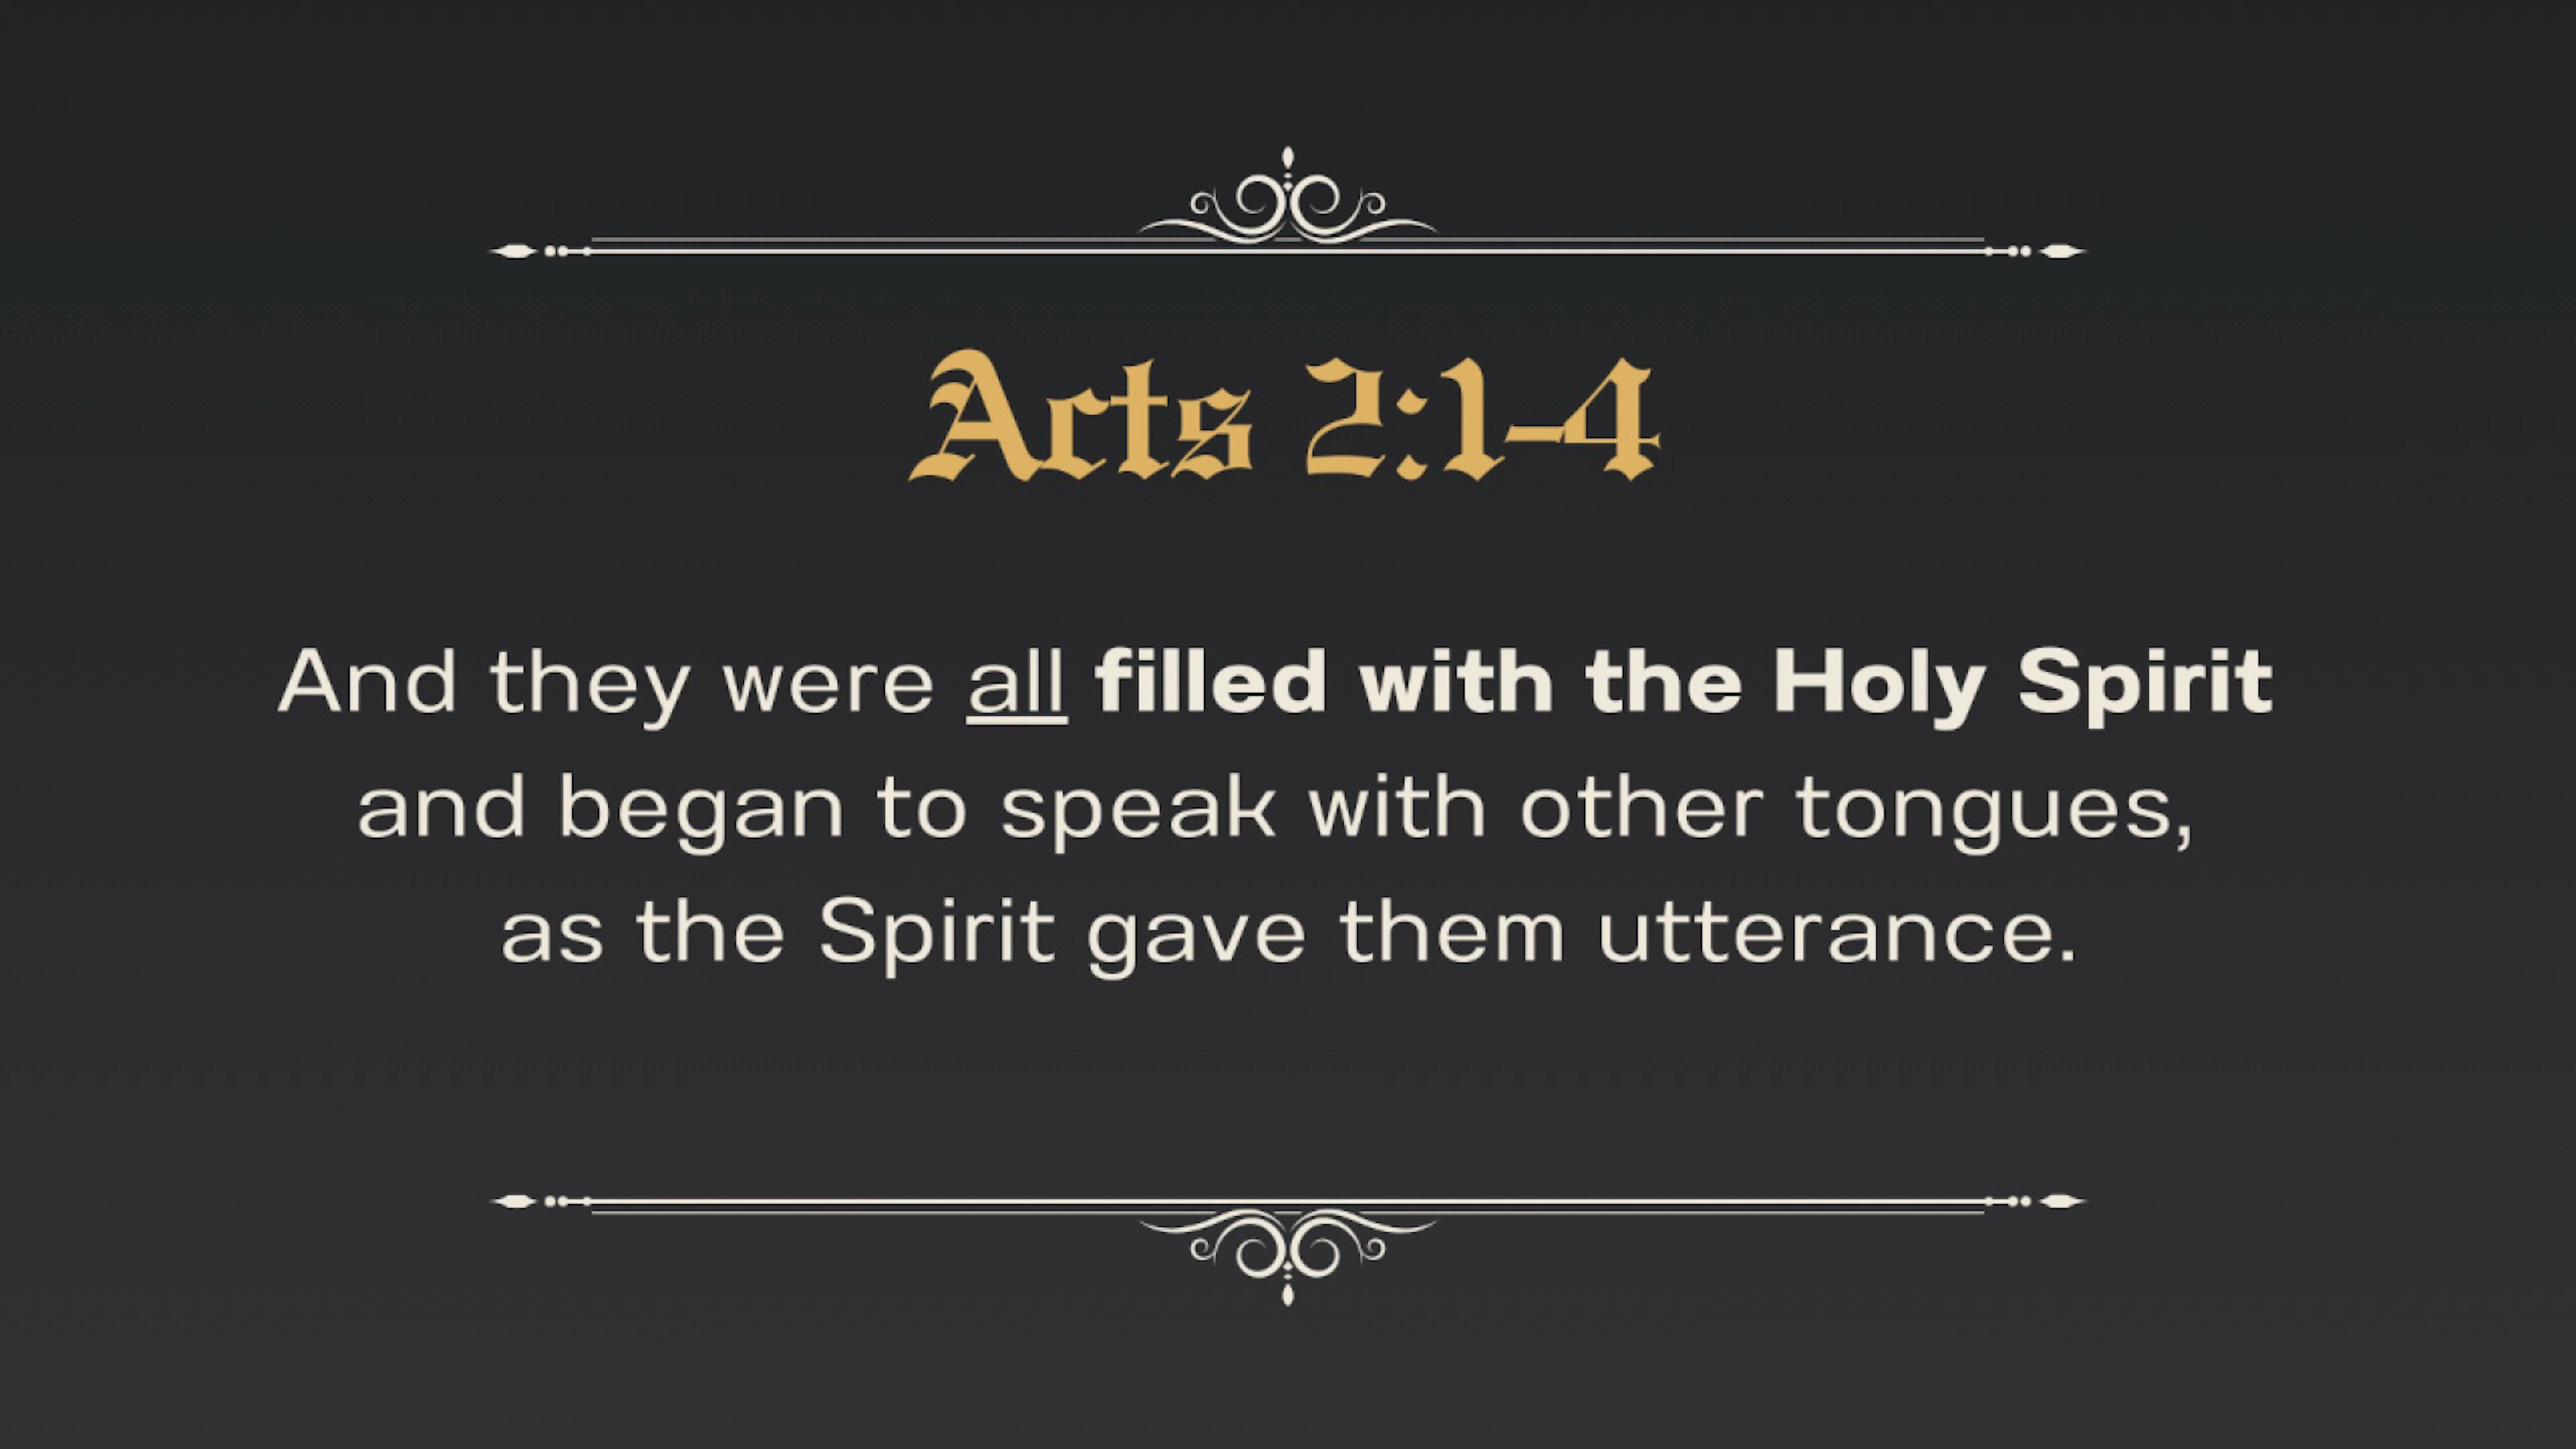 Acts 2:1-4
And they were all filled with the Holy Spirit
and began to speak with other tongues,
as the Spirit gave them utterance.